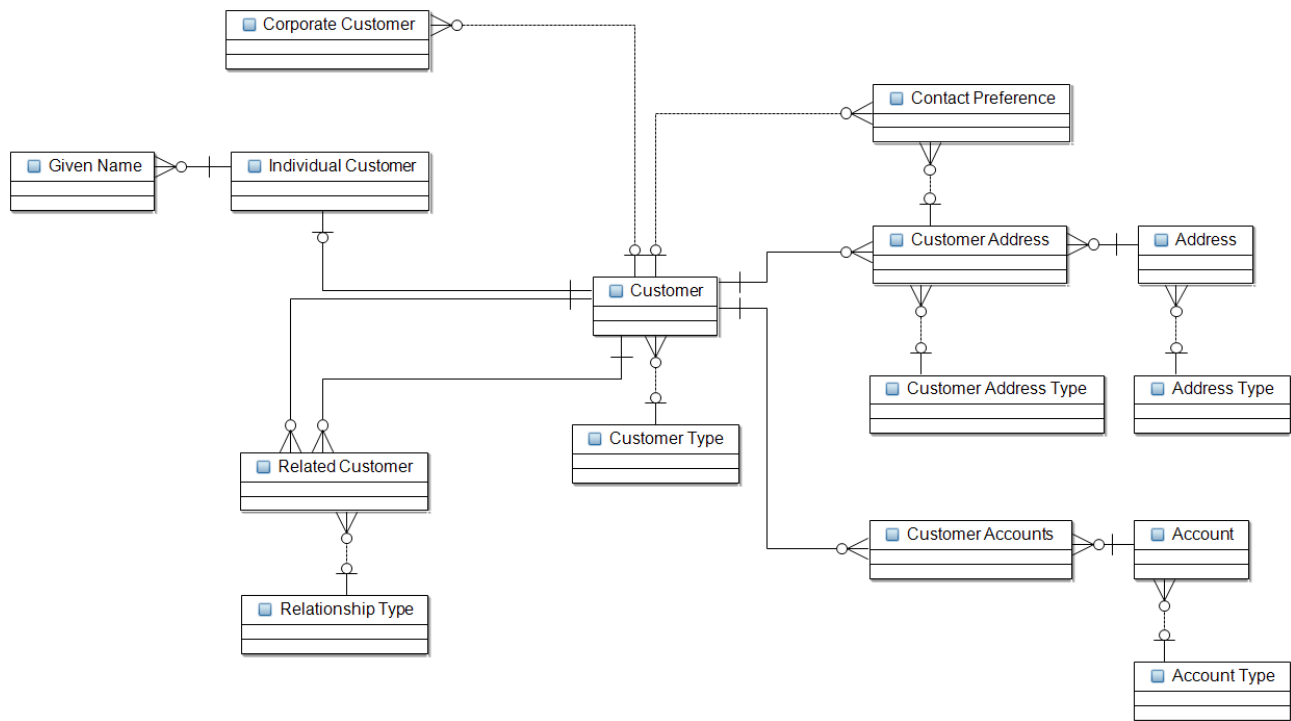 Corporate Customer
Contact Preference
Given Name
Individual Customer
Customer Address
Address
Customer
Customer Address Type
Address Type
Customer Type
Related Customer
Customer Accounts
Account
Relationship Type
Account Type